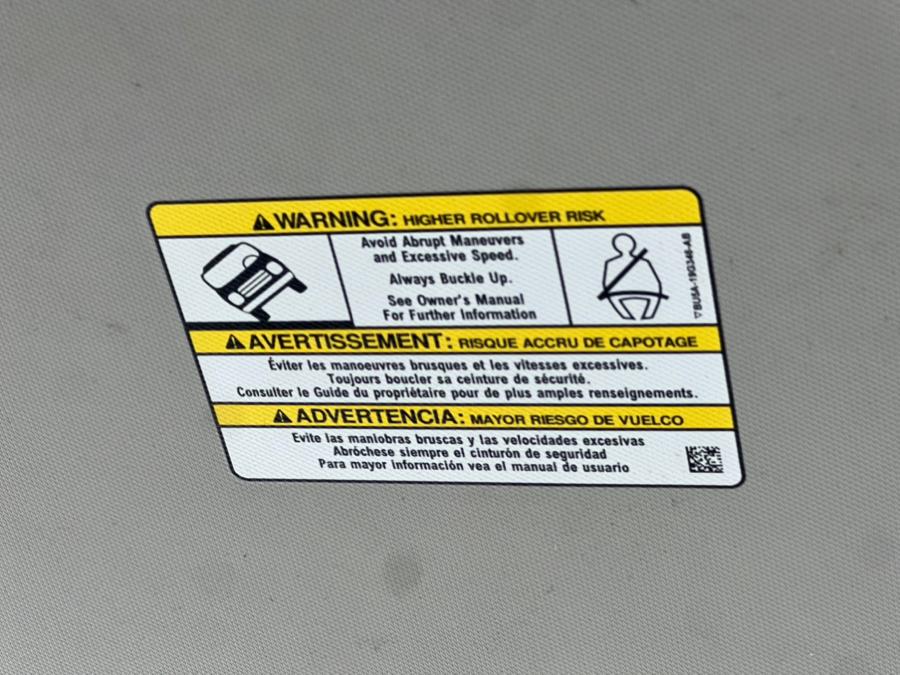 WARNING: HIGHER ROLLOVER RISK
Avoid Abrupt Maneuvers
and Excessive Speed.
Always Buckle Up.
See Owner's Manual
For Further Information
BU5A-19G346-AB
AVERTISSEMENT: RISQUE ACCRU DE CAPOTAGE
Éviter les manoeuvres brusques et les vitesses excessives.
Toujours boucler sa ceinture de sécurité.
Consulter le Guide du propriétaire pour de plus amples renseignements.
ADVERTENCIA: MAYOR RIESGO DE VUELCO
Evite las maniobras bruscas y las velocidades excesivas
Abróchese siempre el cinturón de seguridad
Para mayor información vea el manual de usuario